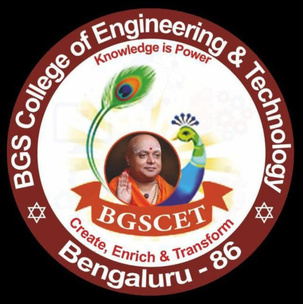 BGS College of Engineering & Technology
Knowledge is Power
BGSCET
Create, Enrich & Transform
Bengaluru - 86